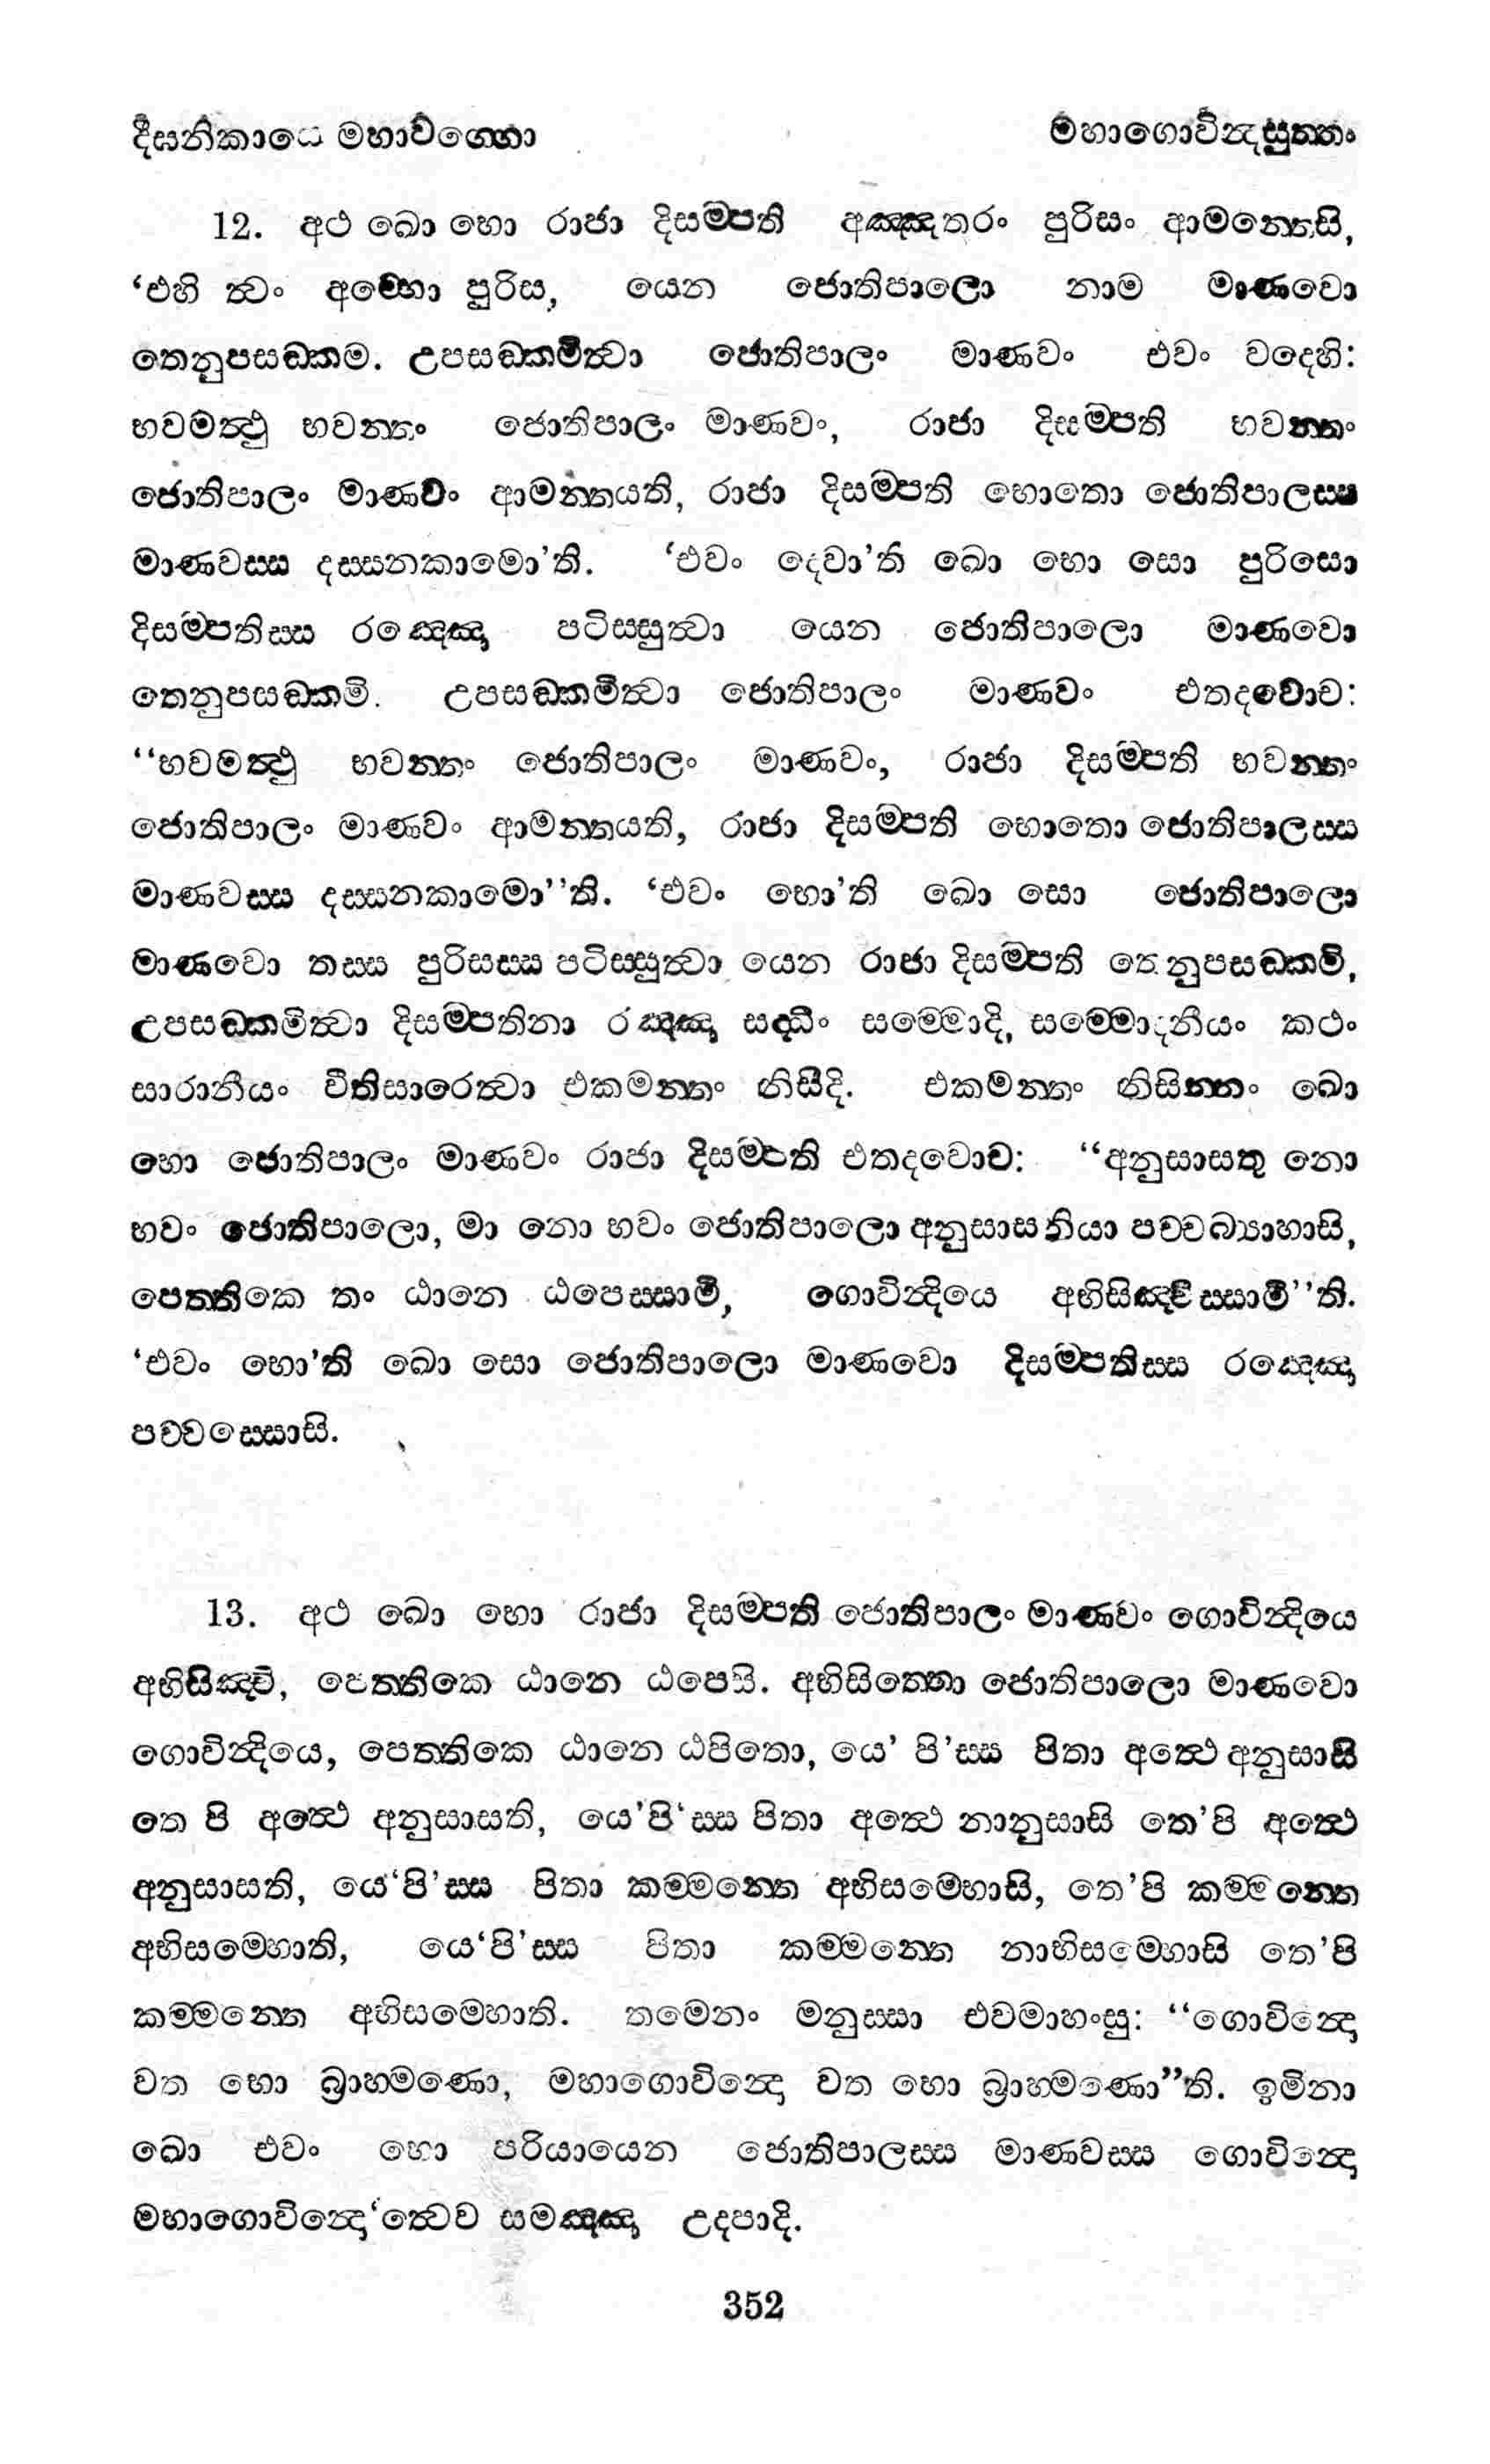 දීඝනිකායෙ මහාවග්ගො මහාගොවින්දසුත්තං
12. අථ ඛො භො රාජා දිසම්පති අඤ්ඤතරං පුරිසං ආමන්තෙසි,
‘එහි ත්වං අම්භො පුරිස, යෙන ජොතිපාලො නාම මාණවො
තෙනුපසඞ්කම. උපසඞ්කමිත්වා ජොතිපාලං මාණවං එවං වදෙහි:
භවමත්ථු භවන්තං ජොතිපාලං මාණවං, රාජා දිසම්පති භවන්තං
ජොතිපාලං මාණවං ආමන්තයති, රාජා දිසම්පති භොතො ජොතිපාලස්ස
මාණවස්ස දස්සනකාමො’ති. ‘එවං දෙවා’ති ඛො භො සො පුරිසො
දිසම්පතිස්ස රඤ්ඤො පටිස්සුත්වා යෙන ජොතිපාලො මාණවො
තෙනුපසඞ්කමි. උපසඞ්කමිත්වා ජොතිපාලං මාණවං එතදවොච:
“භවමත්ථු භවන්තං ජොතිපාලං මාණවං, රාජා දිසම්පති භවන්තං
ජොතිපාලං මාණවං ආමන්තයති, රාජා දිසම්පති භොතො ජොතිපාලස්ස
මාණවස්ස දස්සනකාමො’’ති. ‘එවං භො’ති ඛො සො ජොතිපාලො
මාණවො තස්ස පුරිසස්ස පටිස්සුත්වා යෙන රාජා දිසම්පති තෙනුපසඞ්කමි,
උපසඞ්කමිත්වා දිසම්පතිනා රඤ්ඤා සද්ධිං සම්මොදි, සම්මොදනීයං කථං
සාරානීයං වීතිසාරෙත්වා එකමන්තං නිසීදි. එකමන්තං නිසින්නං ඛො
භො ජොතිපාලං මාණවං රාජා දිසම්පති එතදවොච: “අනුසාසතු නො
භවං ජොතිපාලො, මා නො භවං ජොතිපාලො අනුසාසනියා පච්චබ්‍යාහාසි,
පෙත්තිකෙ තං ඨානෙ ඨපෙස්සාමි, ගොවින්දියෙ අභිසිඤ්චිස්සාමි’’ති.
‘එවං භො’ති ඛො සො ජොතිපාලො මාණවො දිසම්පතිස්ස රඤ්ඤො
පච්චස්සොසි.
13. අථ ඛො භො රාජා දිසම්පති ජොතිපාලං මාණවං ගොවින්දියෙ
අභිසිඤ්චි, පෙත්තිකෙ ඨානෙ ඨපෙසි. අභිසිත්තො ජොතිපාලො මාණවො
ගොවින්දියෙ, පෙත්තිකෙ ඨානෙ ඨපිතො, යෙ’ පි’ස්ස පිතා අත්ථෙ අනුසාසි
තෙ පි අත්ථෙ අනුසාසති, යෙ’පි‘ස්ස පිතා අත්ථෙ නානුසාසි තෙ’පි අත්ථෙ
අනුසාසති, යෙ‘පි’ස්ස පිතා කම්මන්තෙ අභිසම්භොසි, තෙ’පි කම්මන්තෙ
අභිසම්භොති, යෙ‘පි’ස්ස පිතා කම්මන්තෙ නාභිසම්භොසි තෙ’පි
කම්මන්තෙ අභිසම්භොති. තමෙනං මනුස්සා එවමාහංසු: “ගොවින්දො
වත භො බ්‍රාහ්මණො, මහාගොවින්දො වත භො බ්‍රාහ්මණො”ති. ඉමිනා
ඛො එවං භො පරියායෙන ජොතිපාලස්ස මාණවස්ස ගොවින්දො
මහාගොවින්දො‘ත්වෙව සමඤ්ඤා උදපාදි.
352